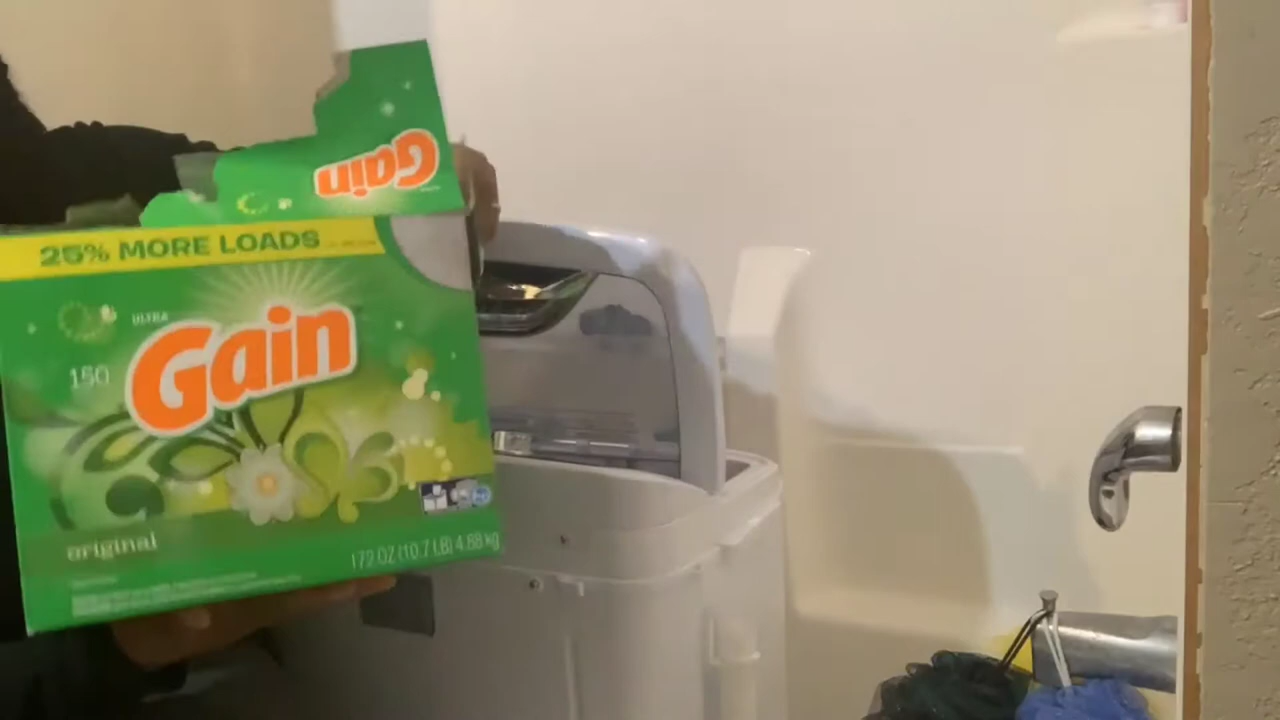 Gain
25% MORE LOADS
ULTRA
Gain
150
original
172 OZ (10.7 LB) 4.88 kg